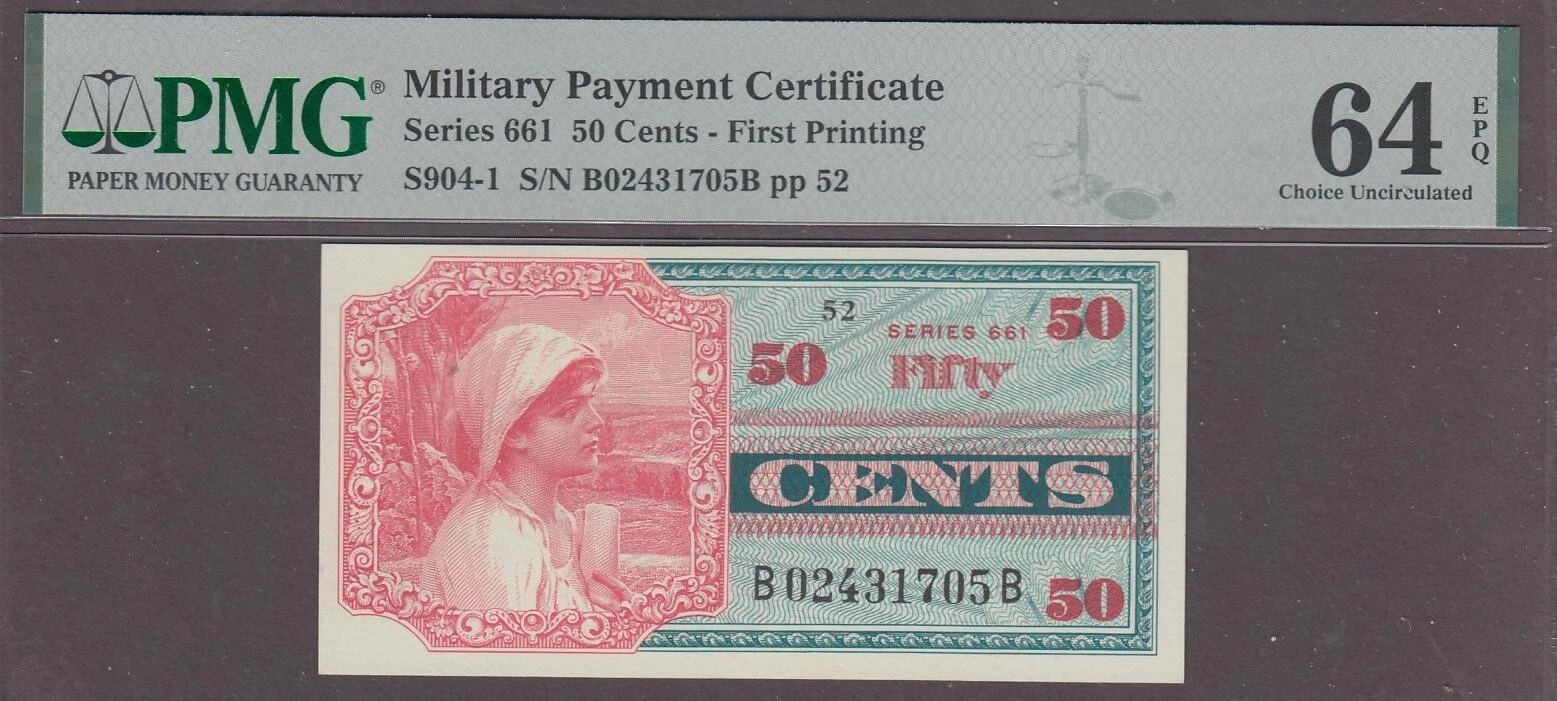 PMG®
PAPER MONEY GUARANTY
Military Payment Certificate
Series 661 50 Cents - First Printing
S904-1 S/N B02431705B pp 52
64
EPQ
Choice Uncirculated
52
SERIES 661
50
50
Fifty
CENTS
B02431705B
50